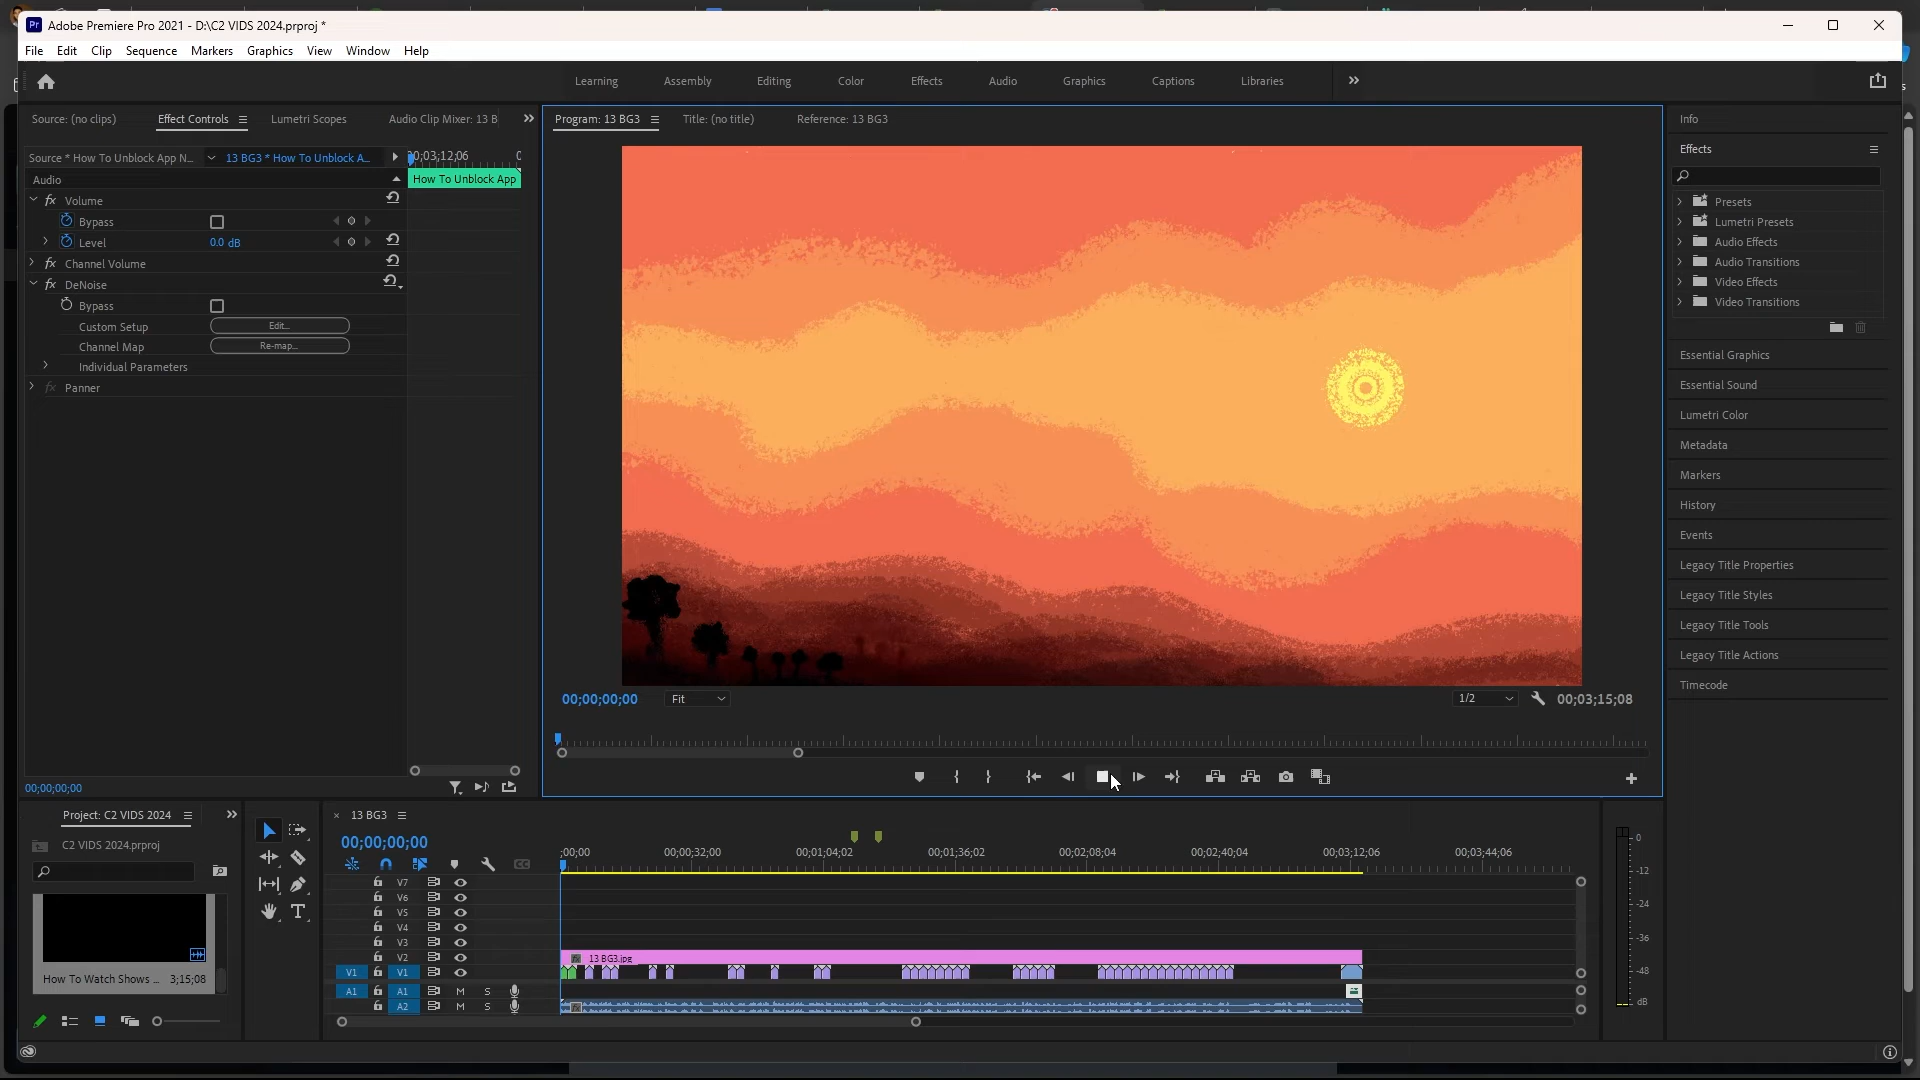 Pr Adobe Premiere Pro 2021 - D:\C2 VIDS 2024.prproj *
File Edit Clip Sequence Markers Graphics View Window Help
Learning Assembly Editing Color Effects Audio Graphics Captions Libraries
Source: (no clips) Effect Controls Lumetri Scopes Audio Clip Mixer: 13 B
Source * How To Unblock App N... 13 BG3 * How To Unblock A...
00;03;12;06
Audio
How To Unblock App
fx Volume
Bypass
Level 0.0 dB
fx Channel Volume
fx DeNoise
Bypass
Custom Setup Edit...
Channel Map Re-map...
Individual Parameters
fx Panner
00;00;00;00
Program: 13 BG3 Title: (no title) Reference: 13 BG3
00;00;00;00 Fit 1/2 00;03;15;08
Info
Effects
Presets
Lumetri Presets
Audio Effects
Audio Transitions
Video Effects
Video Transitions
Essential Graphics
Essential Sound
Lumetri Color
Metadata
Markers
History
Events
Legacy Title Properties
Legacy Title Styles
Legacy Title Tools
Legacy Title Actions
Timecode
Project: C2 VIDS 2024
C2 VIDS 2024.prproj
How To Watch Shows ... 3;15;08
T
× 13 BG3
00;00;00;00
;00;00 00;00;32;00 00;01;04;02 00;01;36;02 00;02;08;04 00;02;40;04 00;03;12;06 00;03;44;06
V7
V6
V5
V4
V3
V2 fx 13 BG3.jpg
V1 V1
A1 A1 M S
A2 M S
0
-12
-24
-36
-48
dB